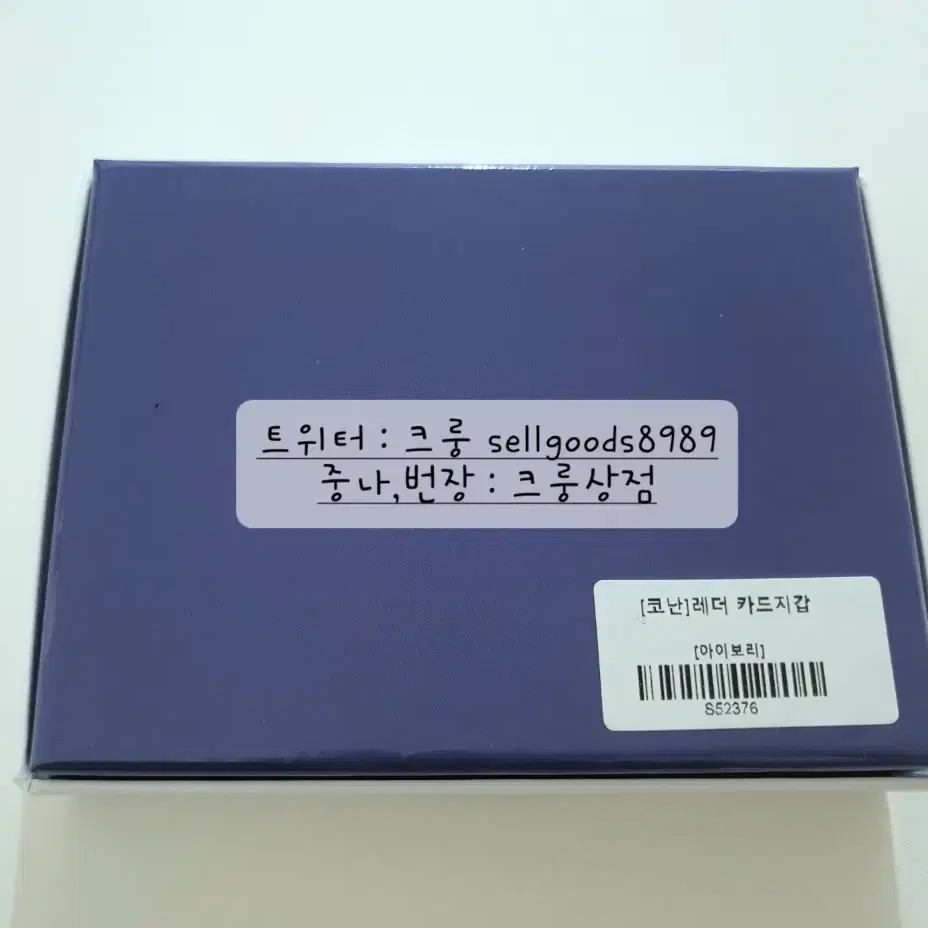 트위터 : 크룽 sellgoods8989
중나,번장 : 크룽상점
[코난]레더 카드지갑
[아이보리]
S52376